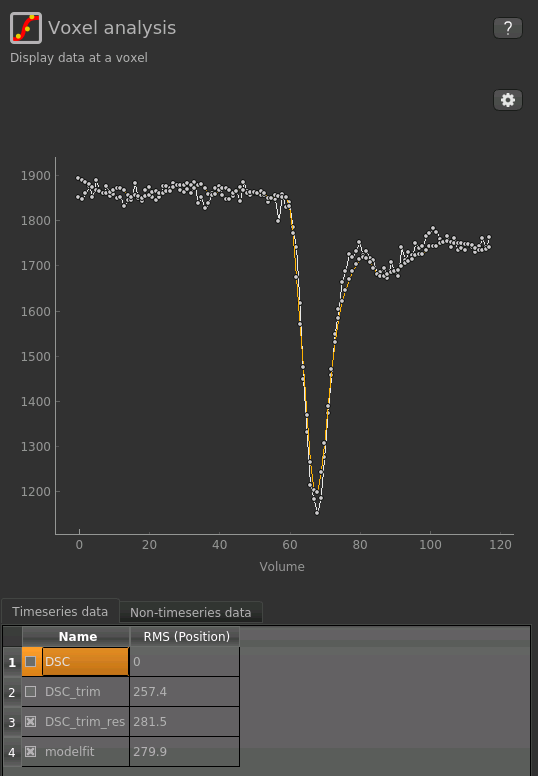 Voxel analysis
?
Display data at a voxel
1900
1800
1700
1600
1500
1400
1300
1200
0 20 40 60 80 100 120
Volume
Timeseries data Non-timeseries data
Name RMS (Position)
1 DSC 0
2 DSC_trim 257.4
3 DSC_trim_res 281.5
4 modelfit 279.9